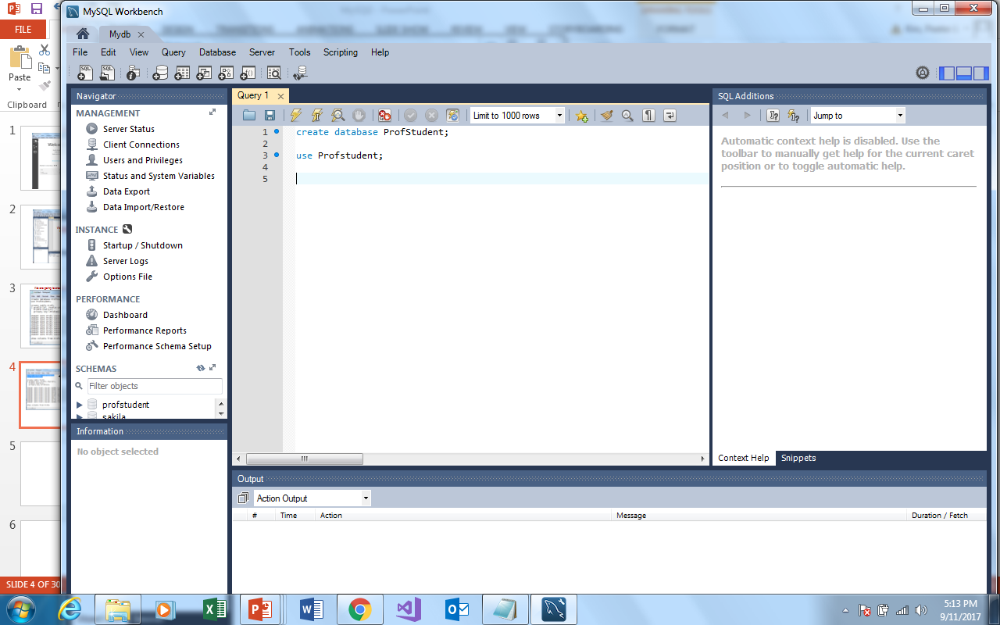 MySQL Workbench
FILE
Mydb
File Edit View Query Database Server Tools Scripting Help
Paste
Clipboard
Navigator
Query 1
SQL Additions
MANAGEMENT
Limit to 1000 rows
Jump to
Server Status
Client Connections
Users and Privileges
Status and System Variables
Data Export
Data Import/Restore
INSTANCE
Startup / Shutdown
Server Logs
Options File
PERFORMANCE
Dashboard
Performance Reports
Performance Schema Setup
SCHEMAS
Filter objects
profstudent
sakila
1 create database ProfStudent;
2
3 use Profstudent;
4
5
Automatic context help is disabled. Use the
toolbar to manually get help for the current caret
position or to toggle automatic help.
Information
No object selected
Context Help Snippets
Output
Action Output
# Time Action Message Duration / Fetch
1
2
3
4
5
6
SLIDE 4 OF 30
5:13 PM
9/11/2017